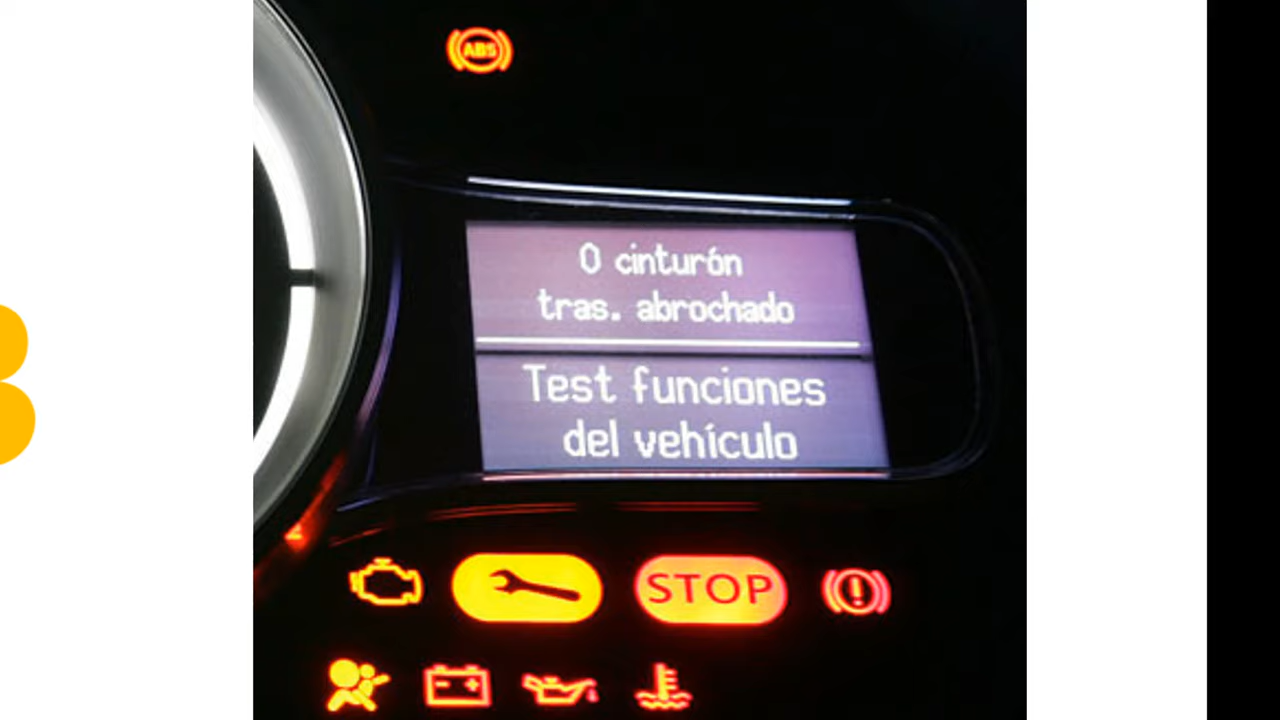 ABS
0 cinturón
tras. abrochado
Test funciones
del vehículo
STOP